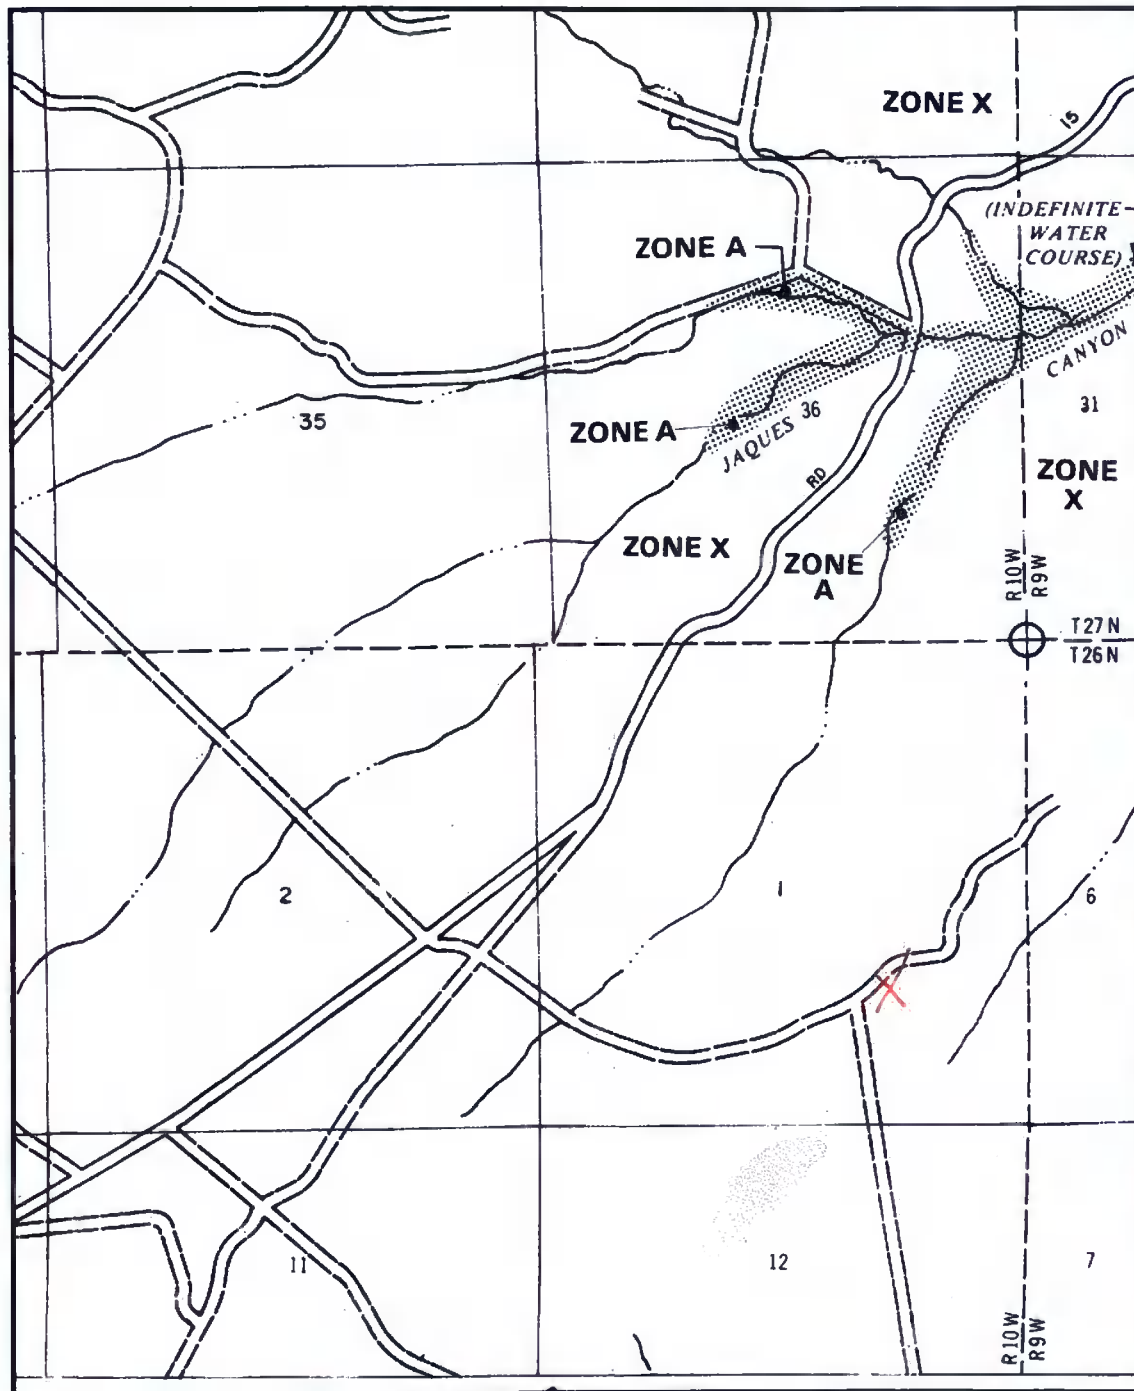 ZONE X
15
(INDEFINITE
WATER
COURSE)
ZONE A
CANYON
31
35
36
ZONE A
JAQUES
ZONE
X
RD
ZONE X
ZONE
A
R10W
R9W
T27N
T26N
2
1
6
11
12
7
R10W
R9W